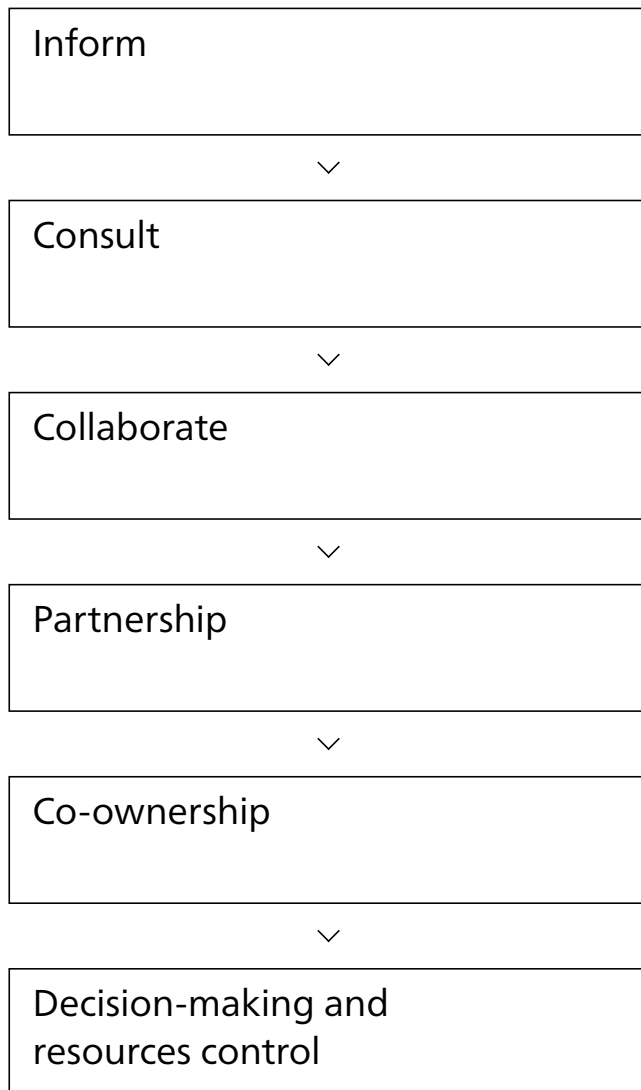 Inform
Consult
Collaborate
Partnership
Co-ownership
Decision-making and
resources control